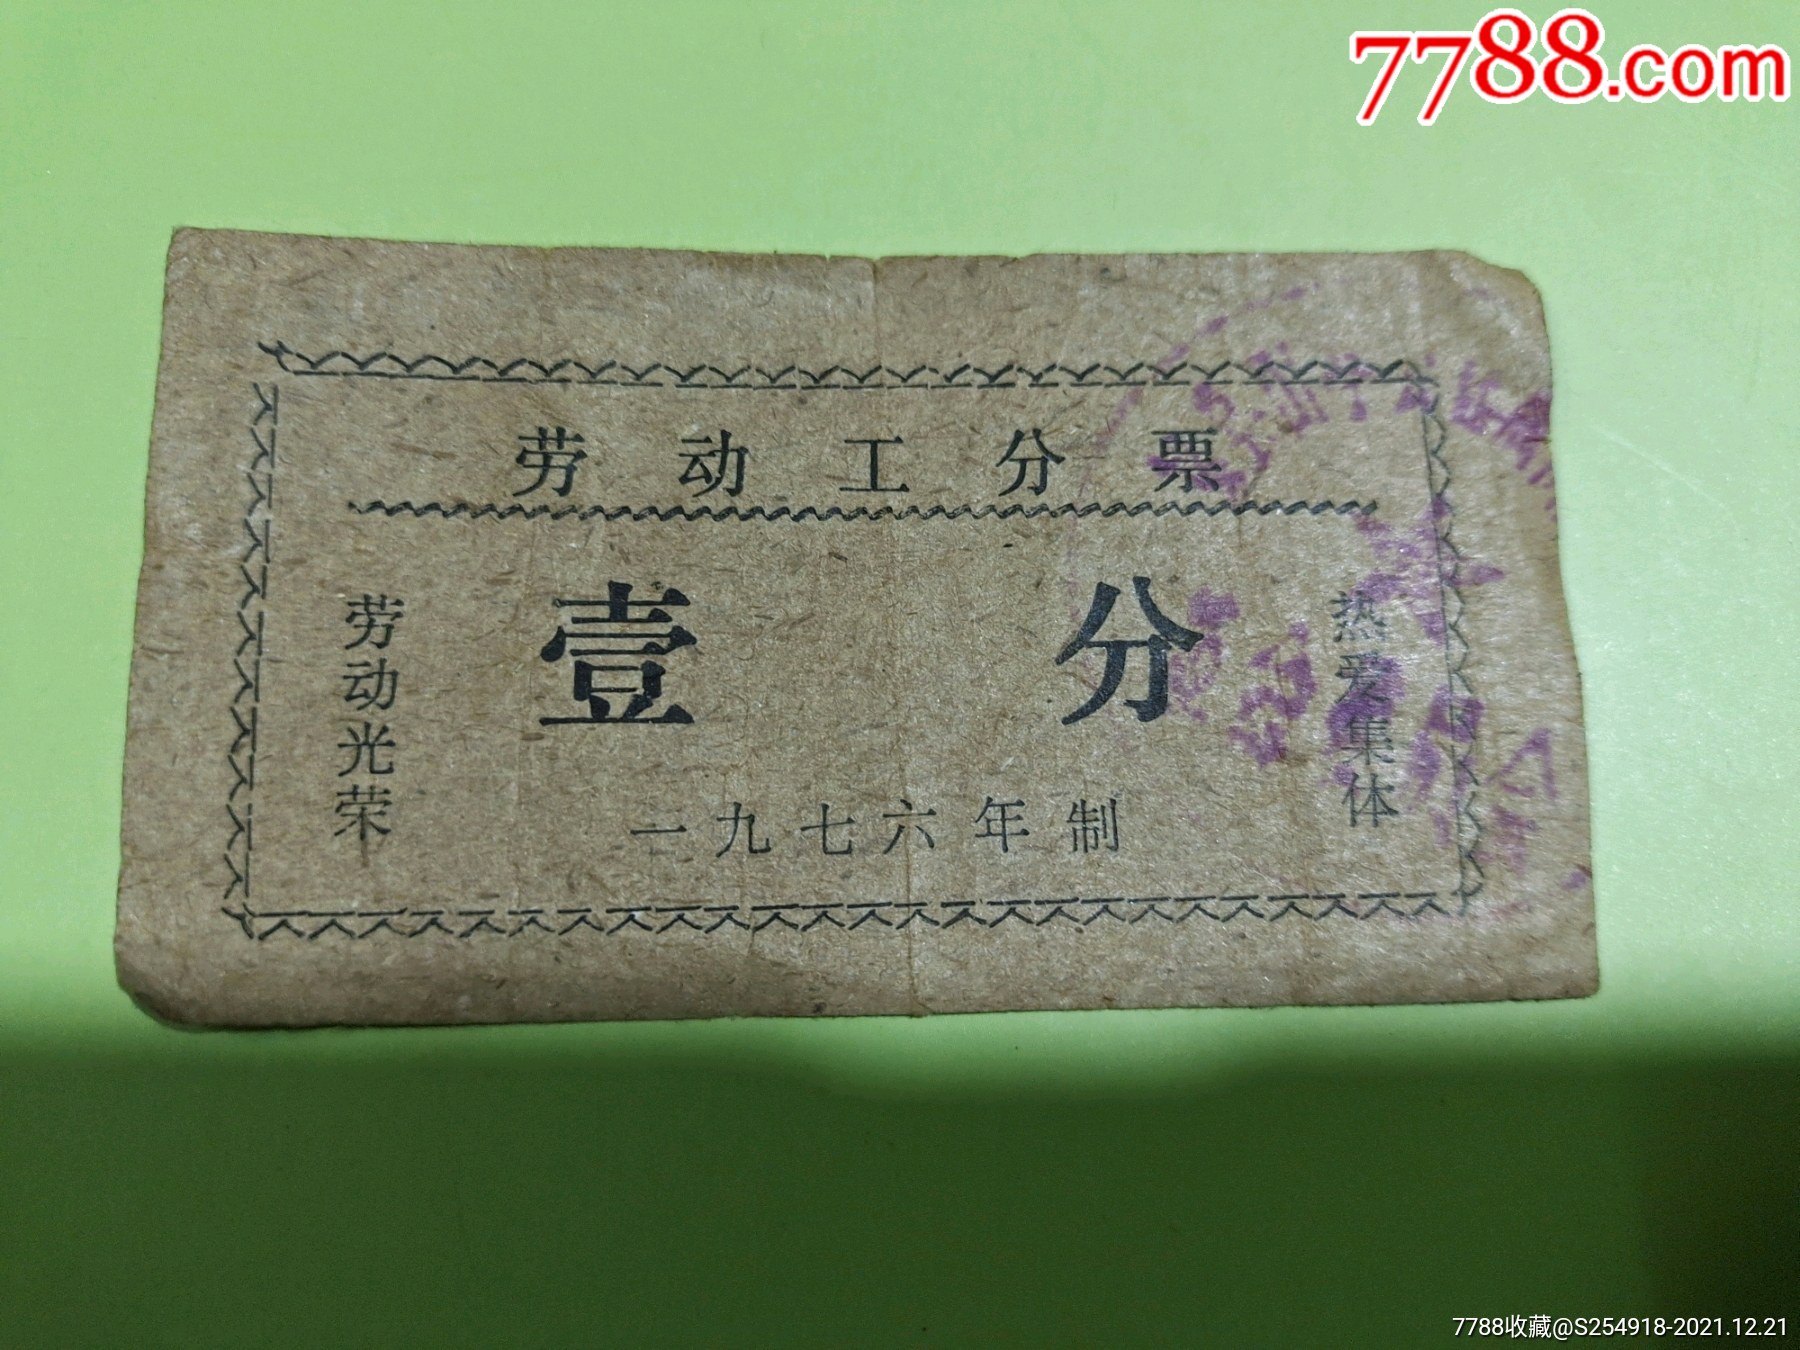 7788.com
劳动工分票
壹分
劳动光荣
热爱集体
一九七六年制
7788收藏@S254918-2021.12.21